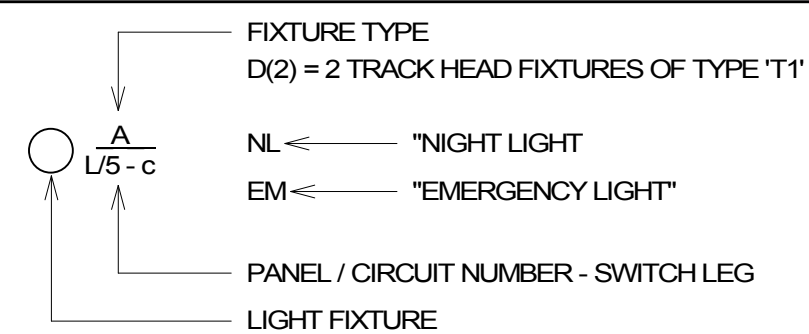 FIXTURE TYPE
D(2) = 2 TRACK HEAD FIXTURES OF TYPE 'T1'
A
L/5 - c
NL "NIGHT LIGHT
EM "EMERGENCY LIGHT"
PANEL / CIRCUIT NUMBER - SWITCH LEG
LIGHT FIXTURE